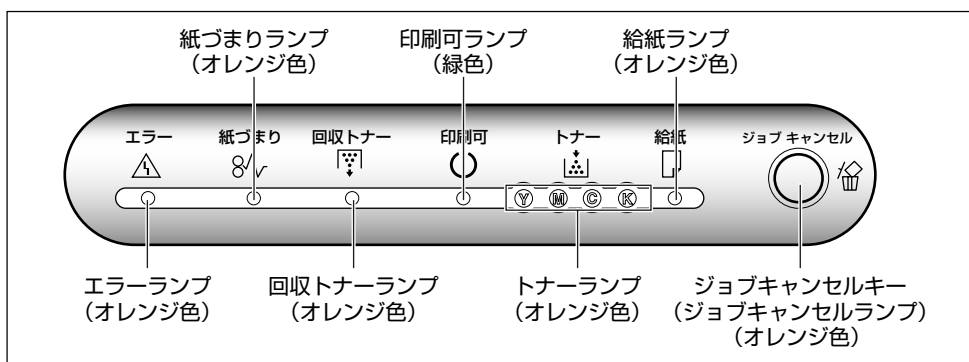 紙づまりランプ
(オレンジ色)
印刷可ランプ
(緑色)
給紙ランプ
(オレンジ色)
エラー
紙づまり
回収トナー
印刷可
トナー
給紙
ジョブ キャンセル
Y M C K
エラーランプ
(オレンジ色)
回収トナーランプ
(オレンジ色)
トナーランプ
(オレンジ色)
ジョブキャンセルキー
(ジョブキャンセルランプ)
(オレンジ色)